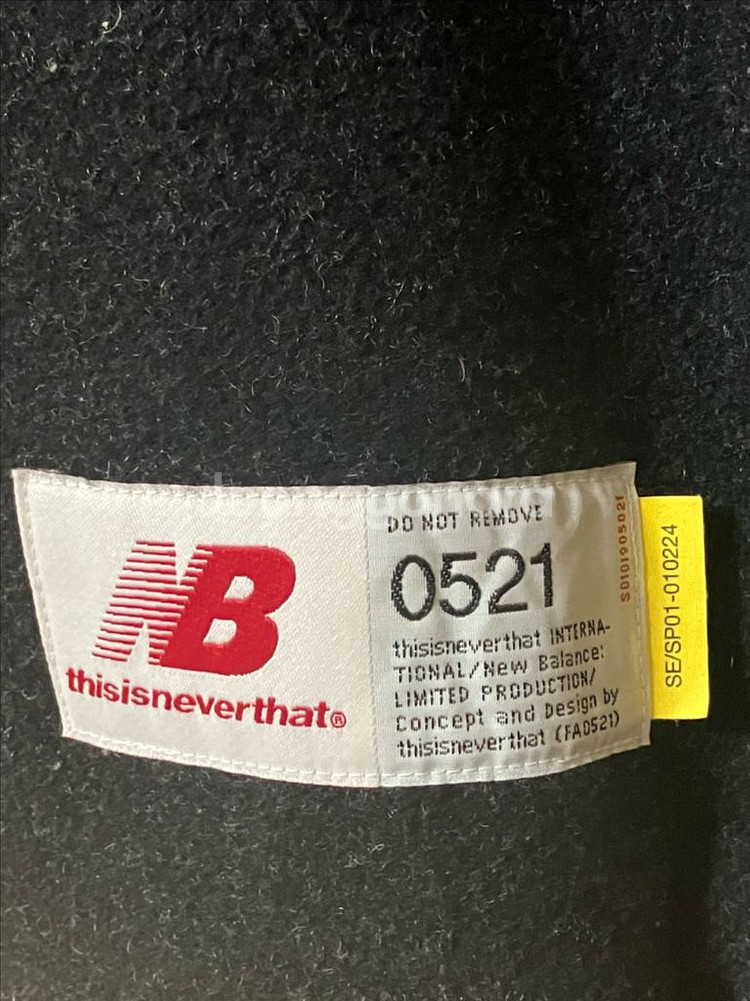 NB
thisisneverthat®
DO NOT REMOVE
0521
thisisneverthat INTERNA-
TIONAL/New Balance:
LIMITED PRODUCTION/
Concept and Design by
thisisneverthat (FA0521)
S0101905021
SE/SP01-010224